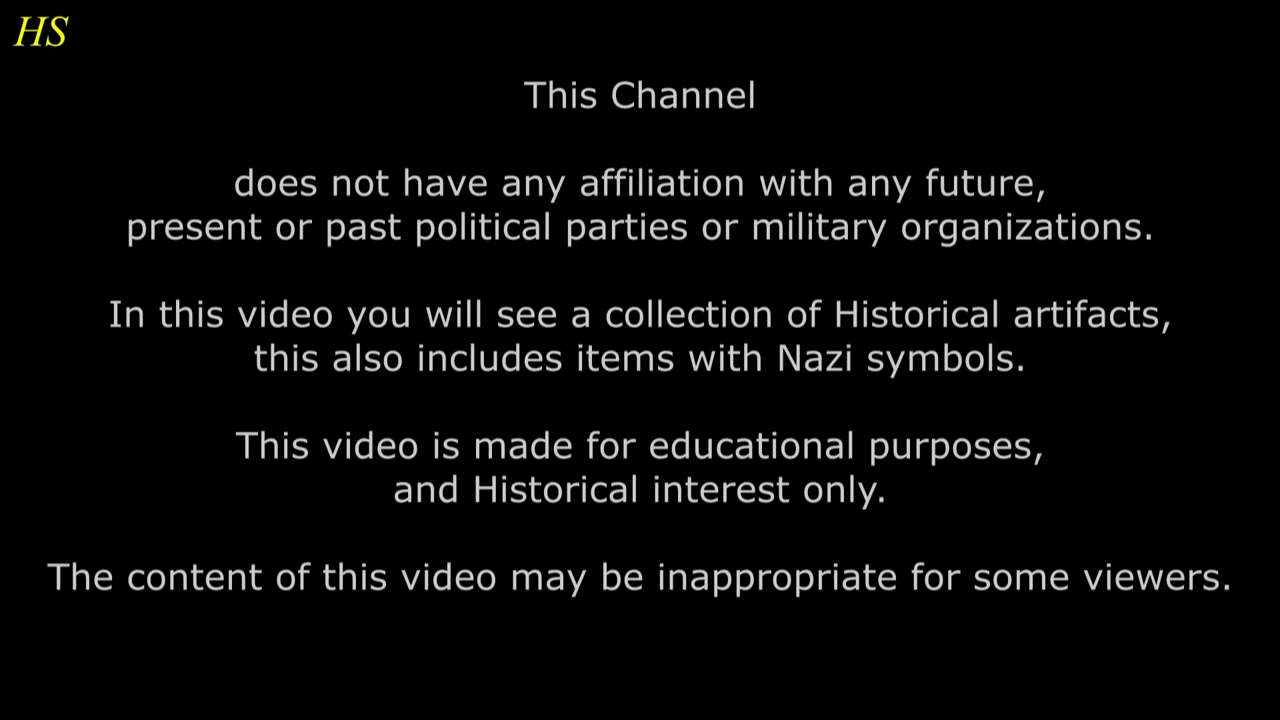 HS
This Channel
does not have any affiliation with any future,
present or past political parties or military organizations.
In this video you will see a collection of Historical artifacts,
this also includes items with Nazi symbols.
This video is made for educational purposes,
and Historical interest only.
The content of this video may be inappropriate for some viewers.